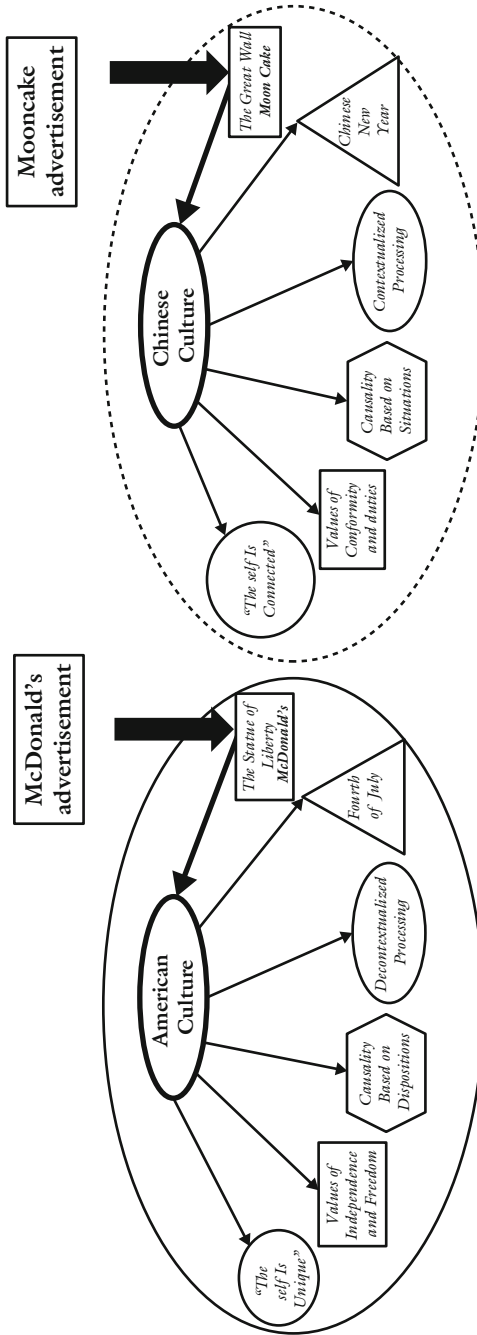 McDonald's
advertisement
American
Culture
"The
self Is
Unique"
Values of
Independence
and Freedom
Causality
Based on
Dispositions
Decontextualized
Processing
Fourth
of July
The Statue of
Liberty
McDonald's
Mooncake
advertisement
Chinese
Culture
"The self Is
Connected"
Values of
Conformity
and duties
Causality
Based on
Situations
Contextualized
Processing
Chinese
New
Year
The Great Wall
Moon Cake